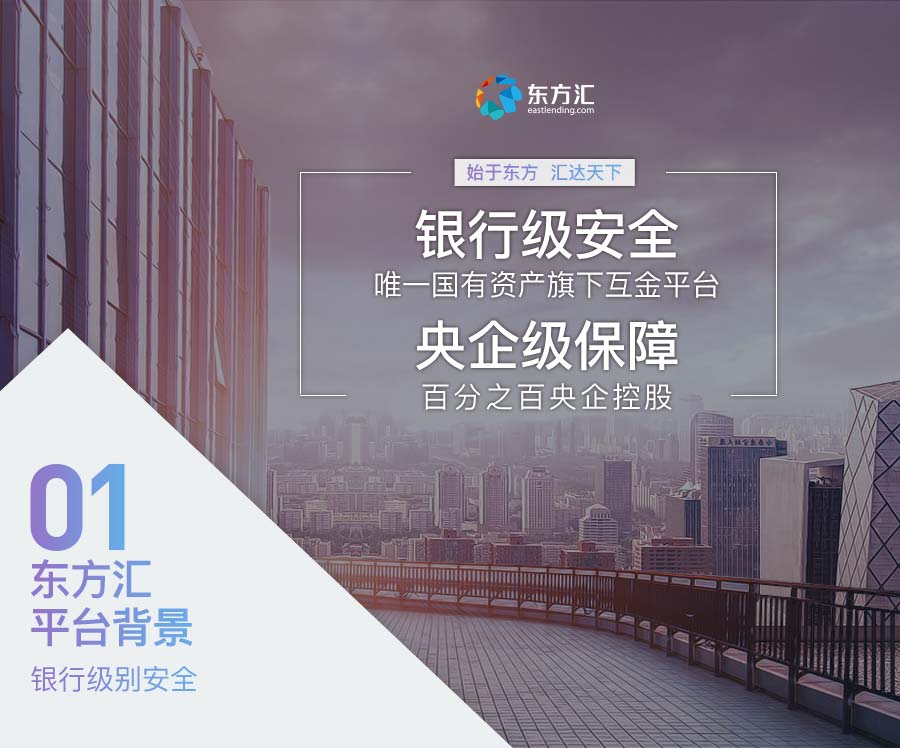 东方汇
eastlending.com
始于东方 汇达天下
银行级安全
唯一国有资产旗下互金平台
央企级保障
百分之百央企控股
01
东方汇
平台背景
银行级别安全